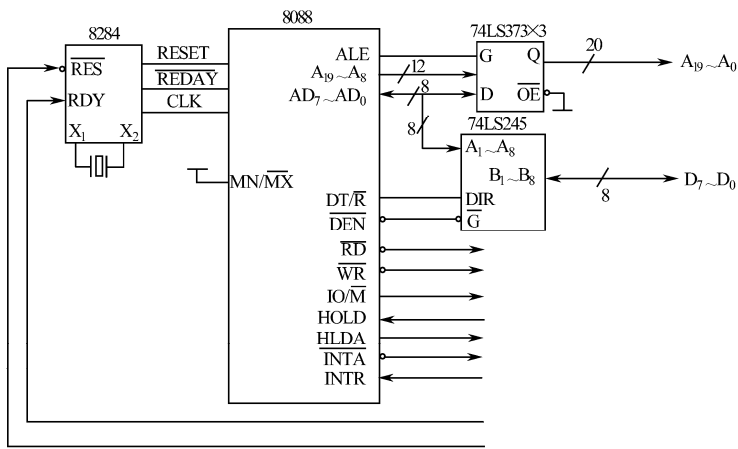 8284
8088
74LS373×3
RES
RDY
X1 X2
RESET
REDAY
CLK
MN/MX
ALE
A19~A8
AD7~AD0
12
8
8
G Q
D OE
20
A19~A0
74LS245
A1~A8
B1~B8
DIR
G
8
D7~D0
DT/R
DEN
RD
WR
IO/M
HOLD
HLDA
INTA
INTR